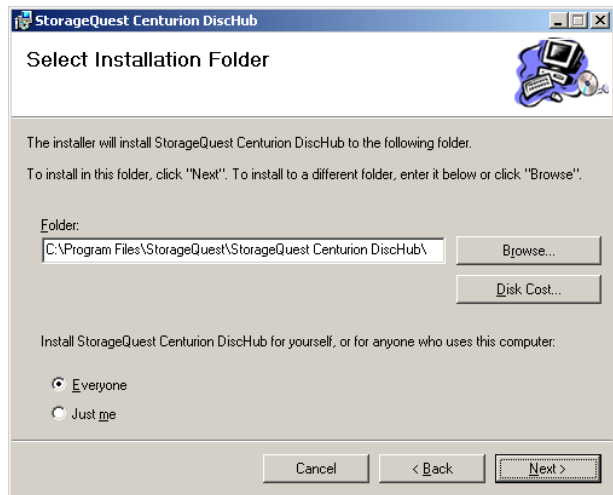 StorageQuest Centurion DiscHub
Select Installation Folder
The installer will install StorageQuest Centurion DiscHub to the following folder.
To install in this folder, click "Next". To install to a different folder, enter it below or click "Browse".
Folder:
C:\Program Files\StorageQuest\StorageQuest Centurion DiscHub\
Browse...
Disk Cost...
Install StorageQuest Centurion DiscHub for yourself, or for anyone who uses this computer:
Everyone
Just me
Cancel
< Back
Next >